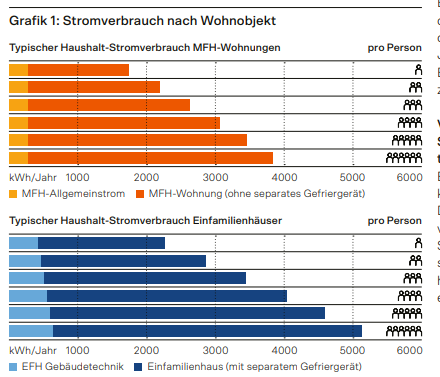 Grafik 1: Stromverbrauch nach Wohnobjekt
Typischer Haushalt-Stromverbrauch MFH-Wohnungen pro Person
kWh/Jahr 1000 2000 3000 4000 5000 6000
MFH-Allgemeinstrom MFH-Wohnung (ohne separates Gefriergerät)
Typischer Haushalt-Stromverbrauch Einfamilienhäuser pro Person
kWh/Jahr 1000 2000 3000 4000 5000 6000
EFH Gebäudetechnik Einfamilienhaus (mit separatem Gefriergerät)